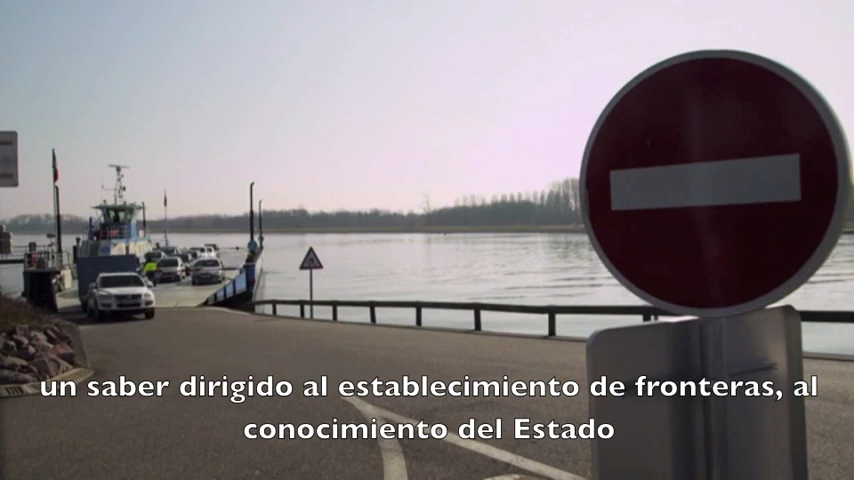 un saber dirigido al establecimiento de fronteras, al
conocimiento del Estado